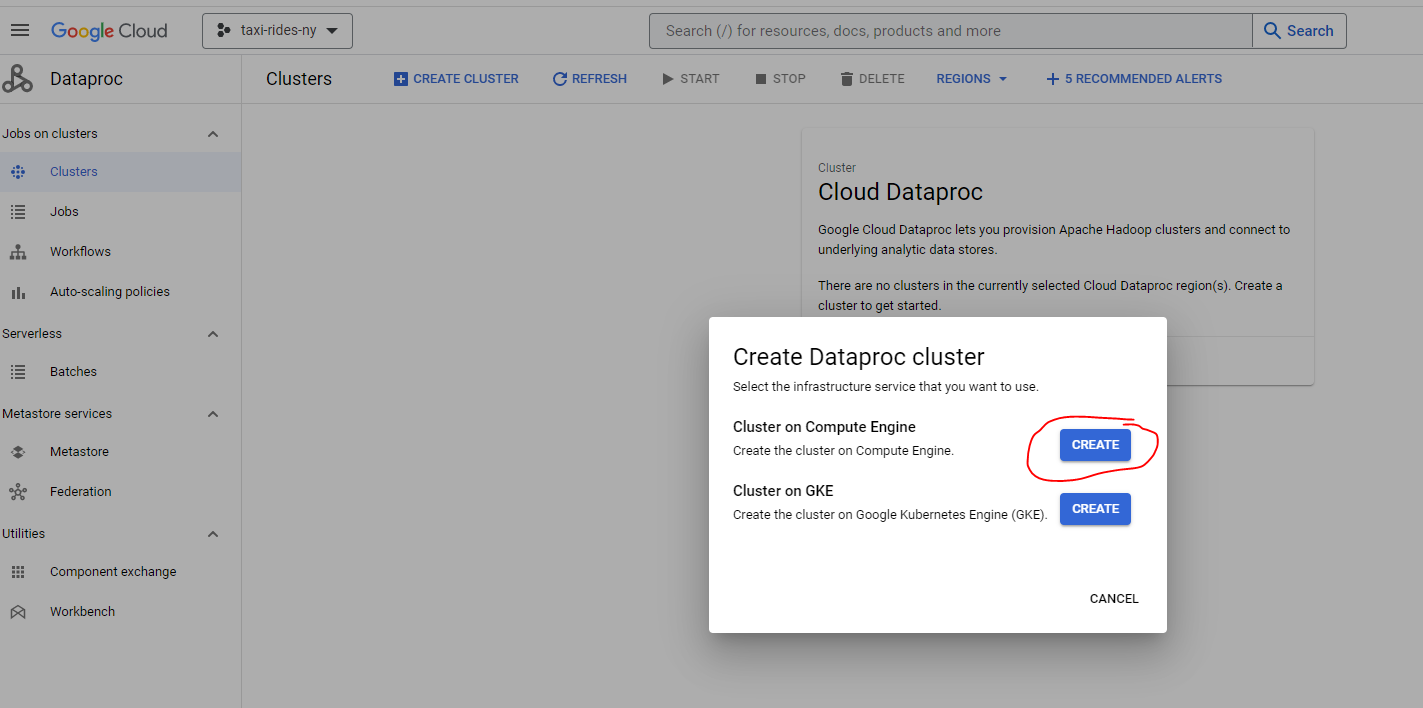 Google Cloud
taxi-rides-ny
Search (/) for resources, docs, products and more
Search
Dataproc
Clusters
CREATE CLUSTER
REFRESH
START
STOP
DELETE
REGIONS
5 RECOMMENDED ALERTS
Jobs on clusters
Clusters
Jobs
Workflows
Auto-scaling policies
Serverless
Batches
Metastore services
Metastore
Federation
Utilities
Component exchange
Workbench
Cluster
Cloud Dataproc
Google Cloud Dataproc lets you provision Apache Hadoop clusters and connect to
underlying analytic data stores.
There are no clusters in the currently selected Cloud Dataproc region(s). Create a
cluster to get started.
Create Dataproc cluster
Select the infrastructure service that you want to use.
Cluster on Compute Engine
Create the cluster on Compute Engine.
CREATE
Cluster on GKE
Create the cluster on Google Kubernetes Engine (GKE).
CREATE
CANCEL